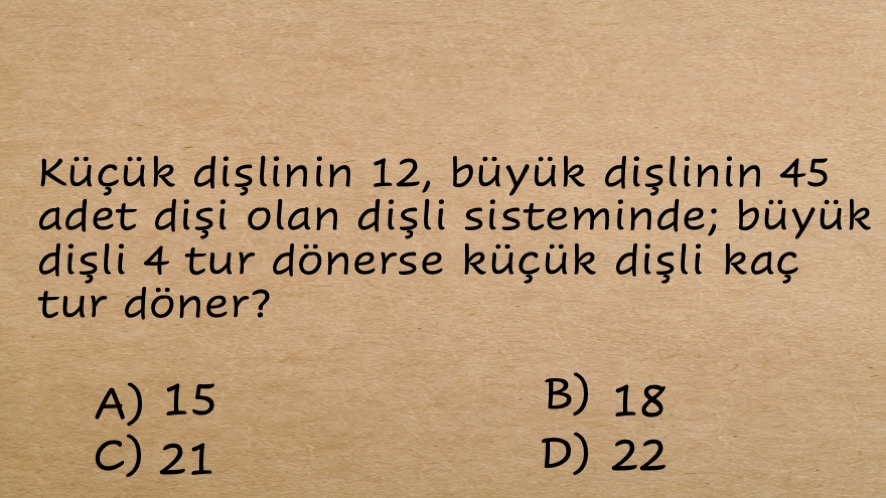 Küçük dişlinin 12, büyük dişlinin 45
adet dişi olan dişli sisteminde; büyük
dişli 4 tur dönerse küçük dişli kaç
tur döner?
A) 15 B) 18
C) 21 D) 22